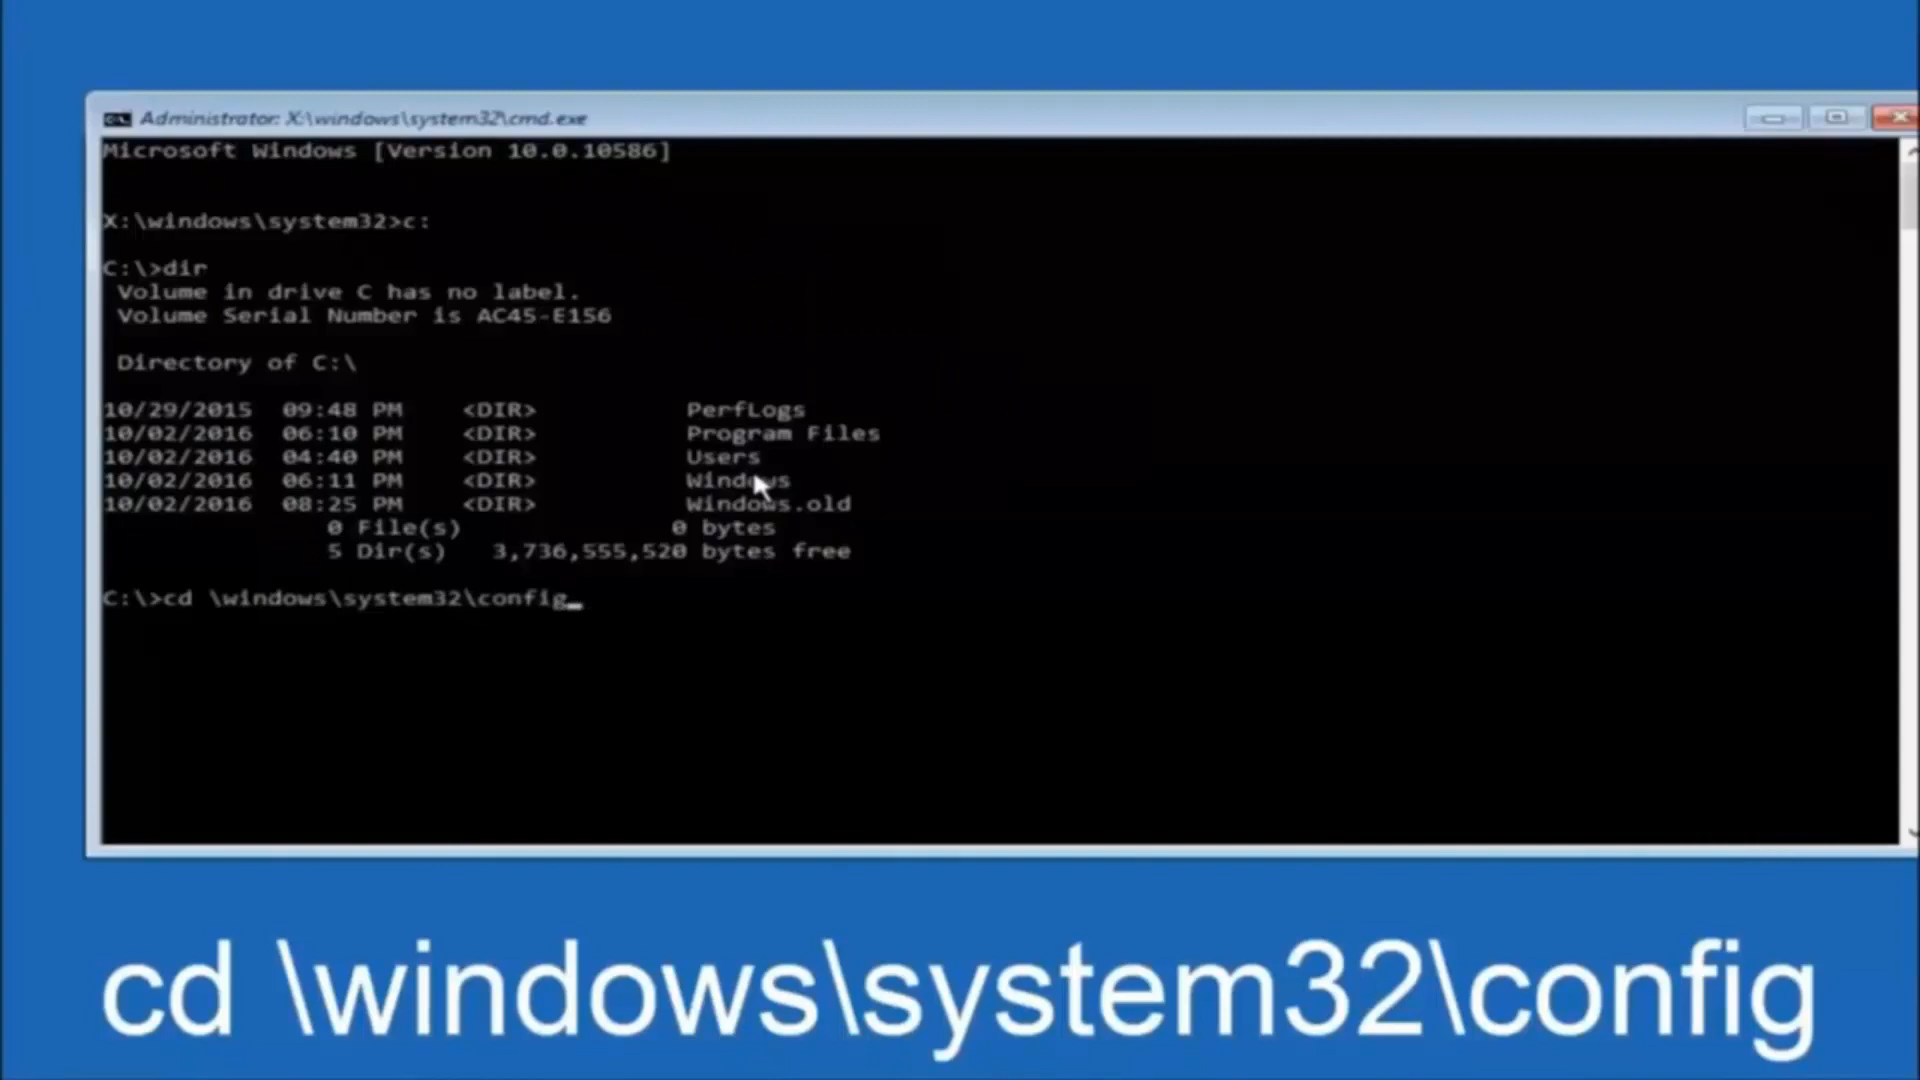 Administrator: X:\windows\system32\cmd.exe
Microsoft Windows [Version 10.0.10586]
X:\windows\system32>c:
C:\>dir
Volume in drive C has no label.
Volume Serial Number is AC45-E156
Directory of C:\
10/29/2015 09:48 PM <DIR> PerfLogs
10/02/2016 06:10 PM <DIR> Program Files
10/02/2016 04:40 PM <DIR> Users
10/02/2016 06:11 PM <DIR> Windows
10/02/2016 08:25 PM <DIR> Windows.old
0 File(s) 0 bytes
5 Dir(s) 3,736,555,520 bytes free
C:\>cd \windows\system32\config_
cd \windows\system32\config